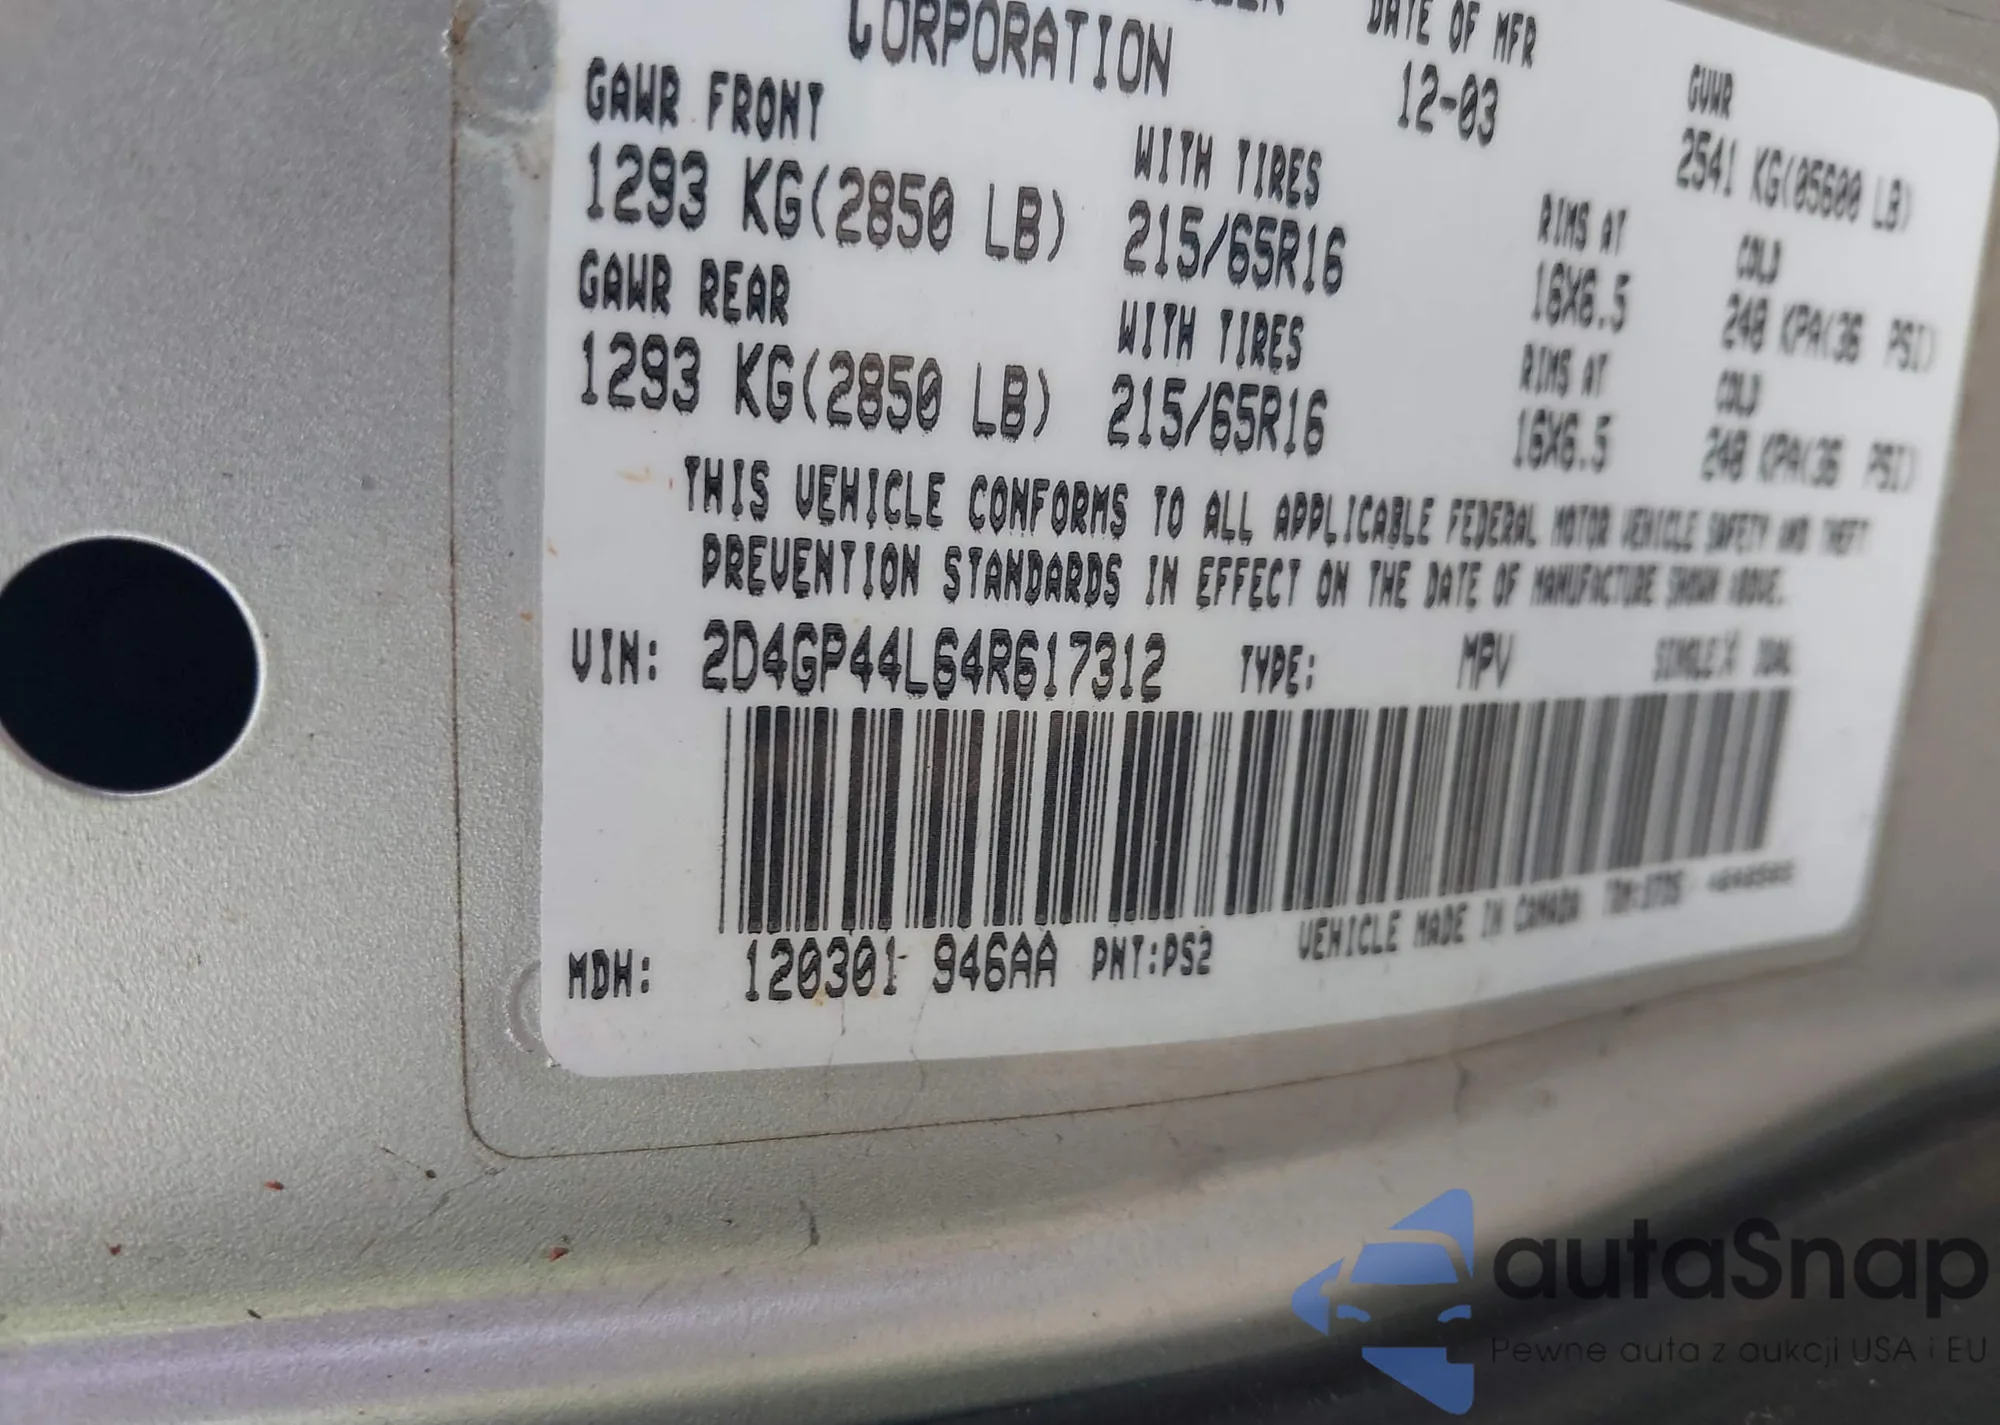 CORPORATION
DATE OF MFR
12-03
GVWR
2541 KG(05600 LB)
GAWR FRONT
1293 KG(2850 LB)
WITH TIRES
215/65R16
RIMS AT
16X6.5
COLD
248 KPA(36 PSI)
GAWR REAR
1293 KG(2850 LB)
WITH TIRES
215/65R16
RIMS AT
16X6.5
COLD
248 KPA(36 PSI)
THIS VEHICLE CONFORMS TO ALL APPLICABLE FEDERAL MOTOR VEHICLE SAFETY AND THEFT
PREVENTION STANDARDS IN EFFECT ON THE DATE OF MANUFACTURE SHOWN ABOVE.
VIN: 2D4GP44L64R617312 TYPE: MPV SINGLE X DUAL
MDH: 120301 946AA PNT:PS2 VEHICLE MADE IN CANADA
autaSnap
Pewne auta z aukcji USA i EU